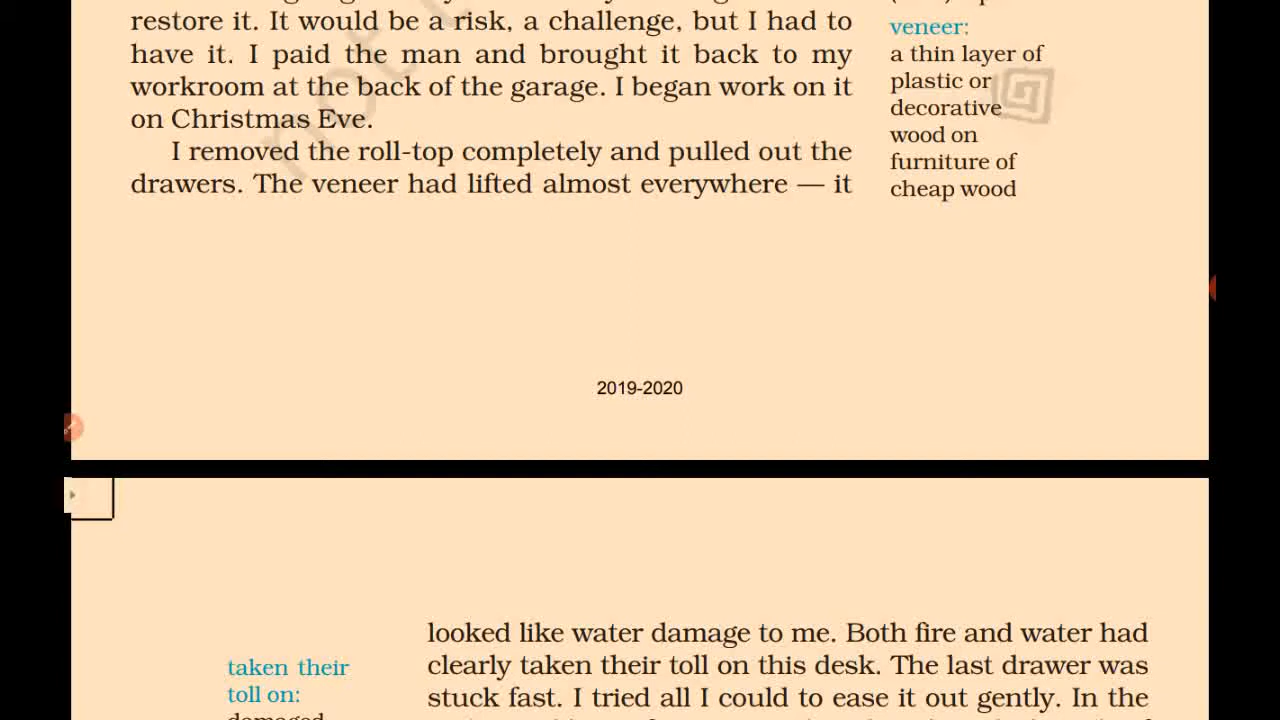 restore it. It would be a risk, a challenge, but I had to
have it. I paid the man and brought it back to my
workroom at the back of the garage. I began work on it
on Christmas Eve.
I removed the roll-top completely and pulled out the
drawers. The veneer had lifted almost everywhere — it
veneer:
a thin layer of
plastic or
decorative
wood on
furniture of
cheap wood
not
2019-2020
looked like water damage to me. Both fire and water had
clearly taken their toll on this desk. The last drawer was
stuck fast. I tried all I could to ease it out gently. In the
taken their
toll on:
damaged